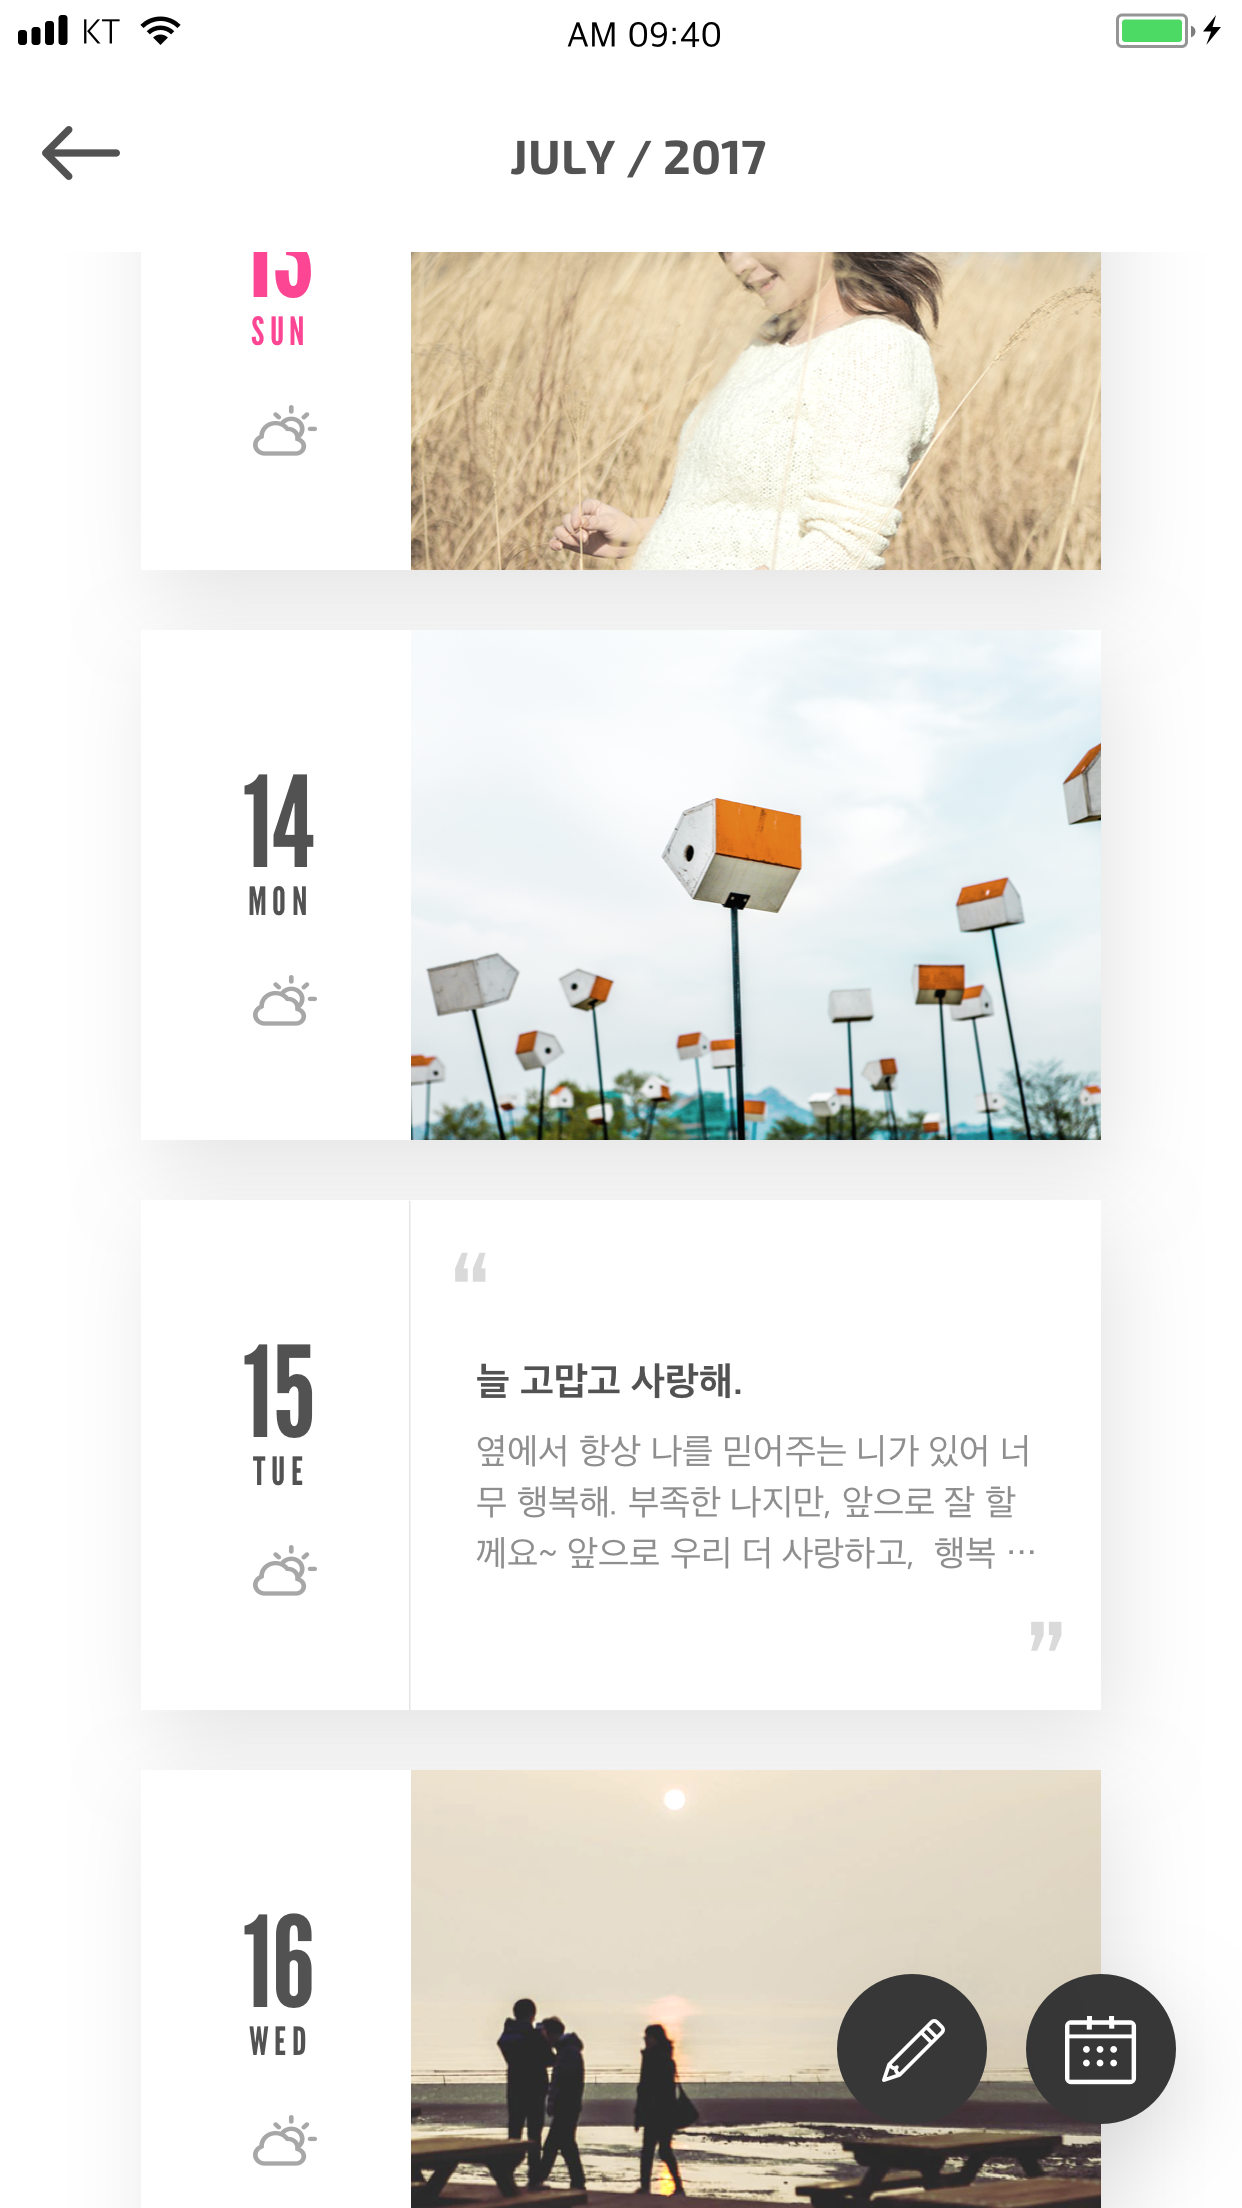 KT
AM 09:40
JULY / 2017
13
SUN
14
MON
15
TUE
“
늘 고맙고 사랑해.
옆에서 항상 나를 믿어주는 니가 있어 너
무 행복해. 부족한 나지만, 앞으로 잘 할
께요~ 앞으로 우리 더 사랑하고, 행복 ⋯
”
16
WED